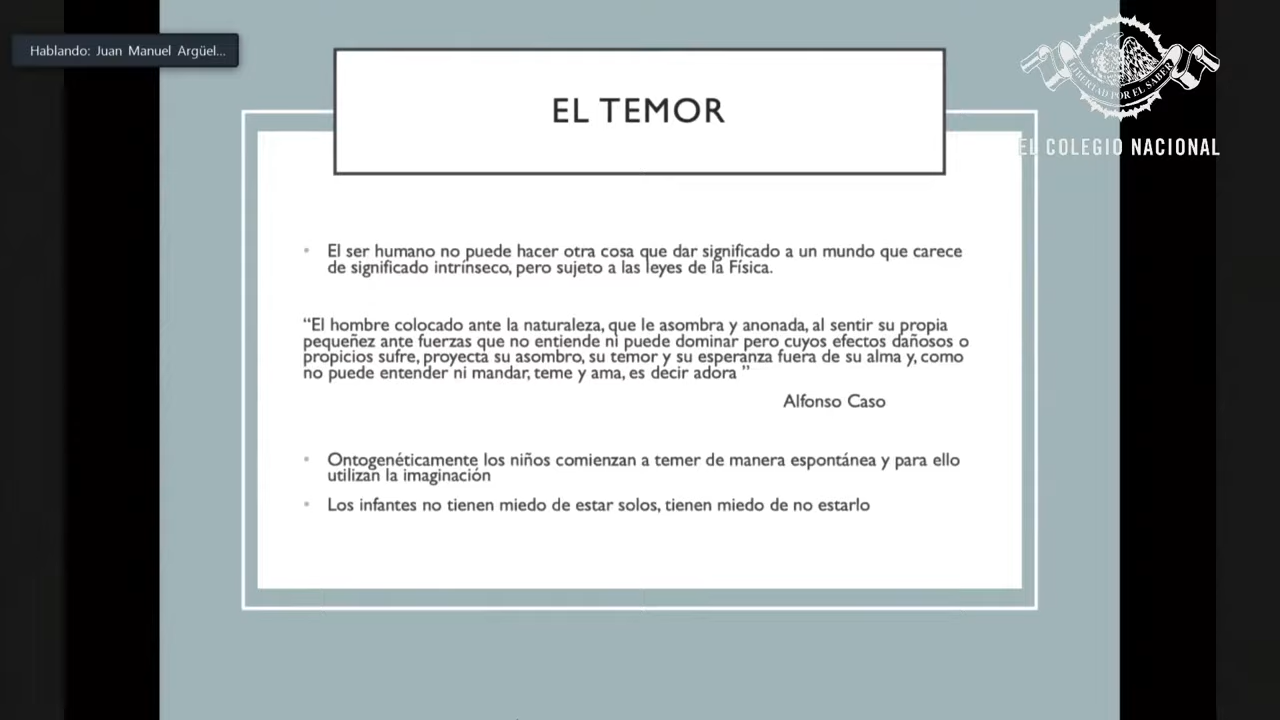 Hablando: Juan Manuel Argüel...
EL TEMOR
LIBERTAD POR EL SABER
EL COLEGIO NACIONAL
• El ser humano no puede hacer otra cosa que dar significado a un mundo que carece
de significado intrínseco, pero sujeto a las leyes de la Física.
“El hombre colocado ante la naturaleza, que le asombra y anonada, al sentir su propia
pequeñez ante fuerzas que no entiende ni puede dominar pero cuyos efectos dañosos o
propicios sufre, proyecta su asombro, su temor y su esperanza fuera de su alma y, como
no puede entender ni mandar, teme y ama, es decir adora ”
Alfonso Caso
• Ontogenéticamente los niños comienzan a temer de manera espontánea y para ello
utilizan la imaginación
• Los infantes no tienen miedo de estar solos, tienen miedo de no estarlo